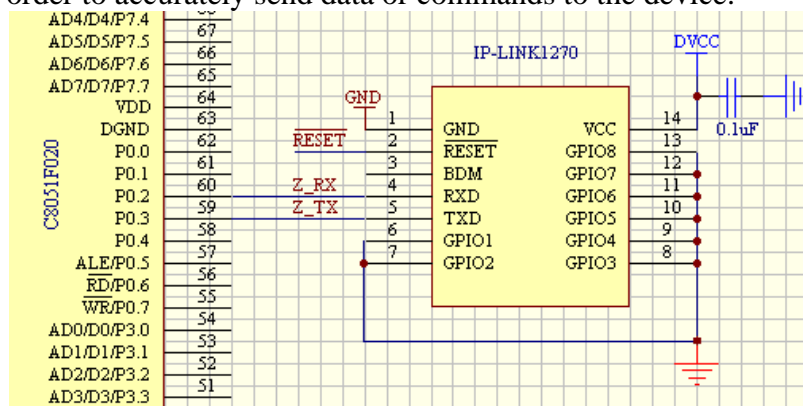 order to accurately send data or commands to the device.
AD4/D4/P7.4
AD5/D5/P7.5 67
AD6/D6/P7.6 66
AD7/D7/P7.7 65
VDD 64
DGND 63
P0.0 62
P0.1 61
P0.2 60
P0.3 59
P0.4 58
ALE/P0.5 57
RD/P0.6 56
WR/P0.7 55
AD0/D0/P3.0 54
AD1/D1/P3.1 53
AD2/D2/P3.2 52
AD3/D3/P3.3 51
C8051F020
GND
RESET
Z_RX
Z_TX
IP-LINK1270
1 GND
2 RESET
3 BDM
4 RXD
5 TXD
6 GPIO1
7 GPIO2
VCC 14
GPIO8 13
GPIO7 12
GPIO6 11
GPIO5 10
GPIO4 9
GPIO3 8
DVCC
0.1uF